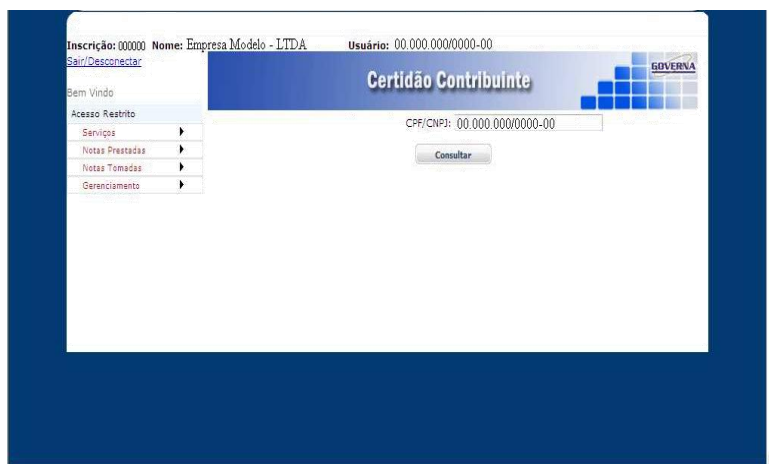 Inscrição: 000000 Nome: Empresa Modelo - LTDA Usuário: 00.000.000/0000-00
Sair/Desconectar
GOVERNA
Certidão Contribuinte
Bem Vindo
Acesso Restrito
CPF/CNPJ: 00.000.000/0000-00
Serviços
Notas Prestadas
Consultar
Notas Tomadas
Gerenciamento